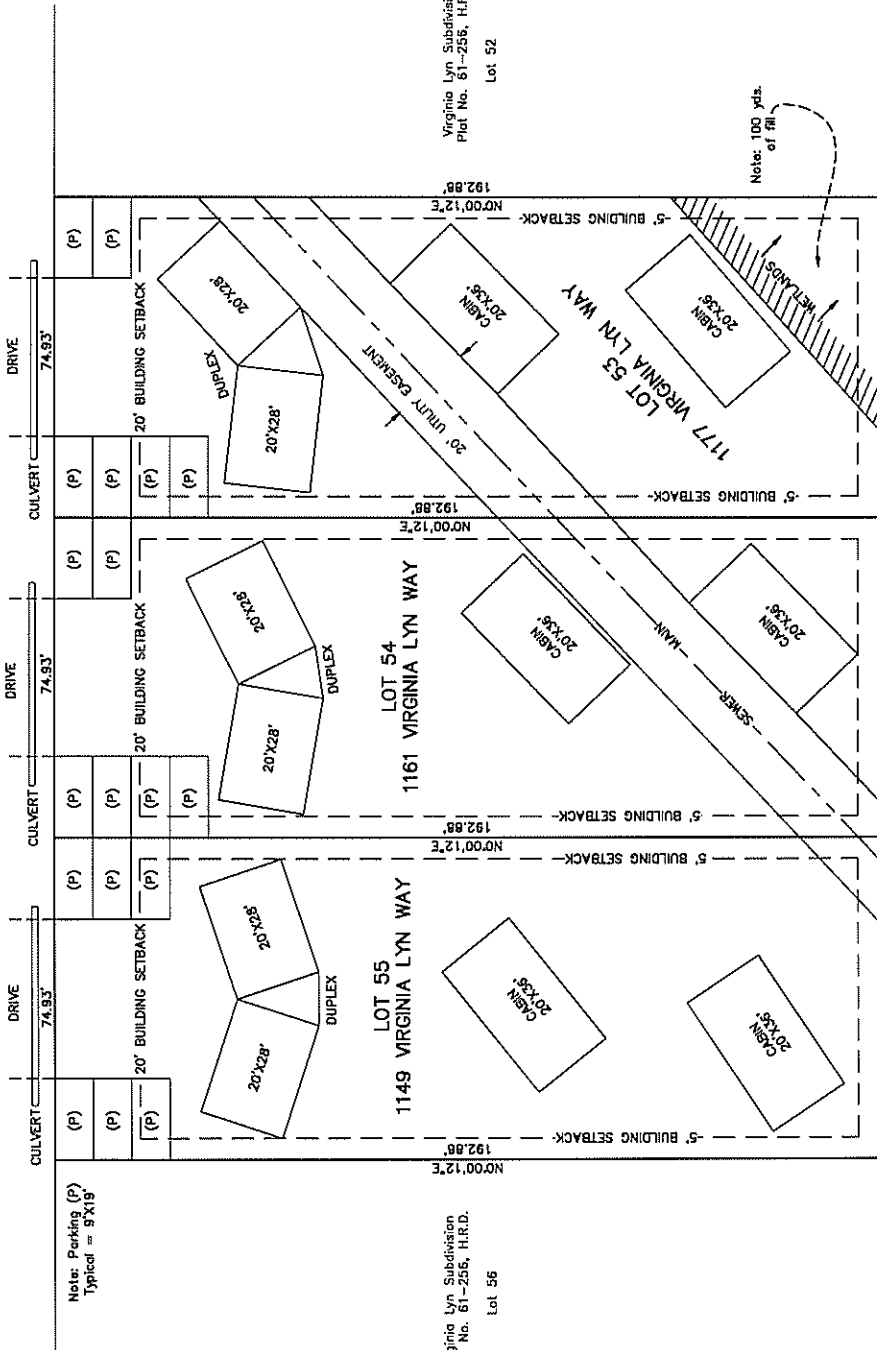 Note: Parking (P)
Typical = 9'X19'
DRIVE
CULVERT
74.93'
(P)
(P)
(P)
(P)
(P)
(P)
20' BUILDING SETBACK
20'X28'
20'X28'
DUPLEX
LOT 55
1149 VIRGINIA LYN WAY
CABIN
20'X36'
CABIN
20'X36'
5' BUILDING SETBACK
5' BUILDING SETBACK
192.88'
N0°00'12"E
192.88'
N0°00'12"E
DRIVE
CULVERT
74.93'
(P)
(P)
(P)
(P)
(P)
(P)
20' BUILDING SETBACK
20'X28'
20'X28'
DUPLEX
LOT 54
1161 VIRGINIA LYN WAY
CABIN
20'X36'
CABIN
20'X36'
5' BUILDING SETBACK
192.88'
N0°00'12"E
DRIVE
CULVERT
74.93'
(P)
(P)
(P)
(P)
(P)
(P)
20' BUILDING SETBACK
DUPLEX
20'X28'
20'X28'
20' UTILITY EASEMENT
MAIN
SEWER
LOT 53
1177 VIRGINIA LYN WAY
CABIN
20'X36'
CABIN
20'X36'
5' BUILDING SETBACK
5' BUILDING SETBACK
192.88'
N0°00'12"E
WETLANDS
Note: 100 yds.
of fill
ginia Lyn Subdivision
No. 61-256, H.R.D.
Lot 56
Virginia Lyn Subdivision
Plat No. 61-256, H.R
Lot 52